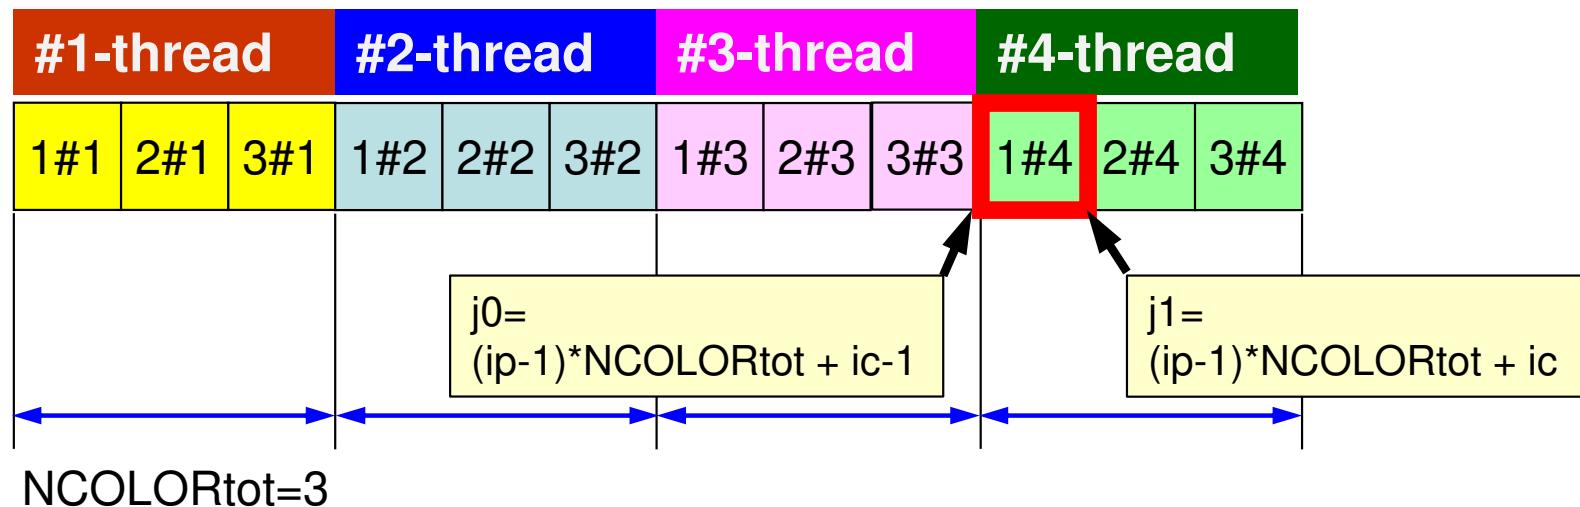 #1-thread #2-thread #3-thread #4-thread
1#1 2#1 3#1 1#2 2#2 3#2 1#3 2#3 3#3 1#4 2#4 3#4
j0=
(ip-1)*NCOLORtot + ic-1
j1=
(ip-1)*NCOLORtot + ic
NCOLORtot=3